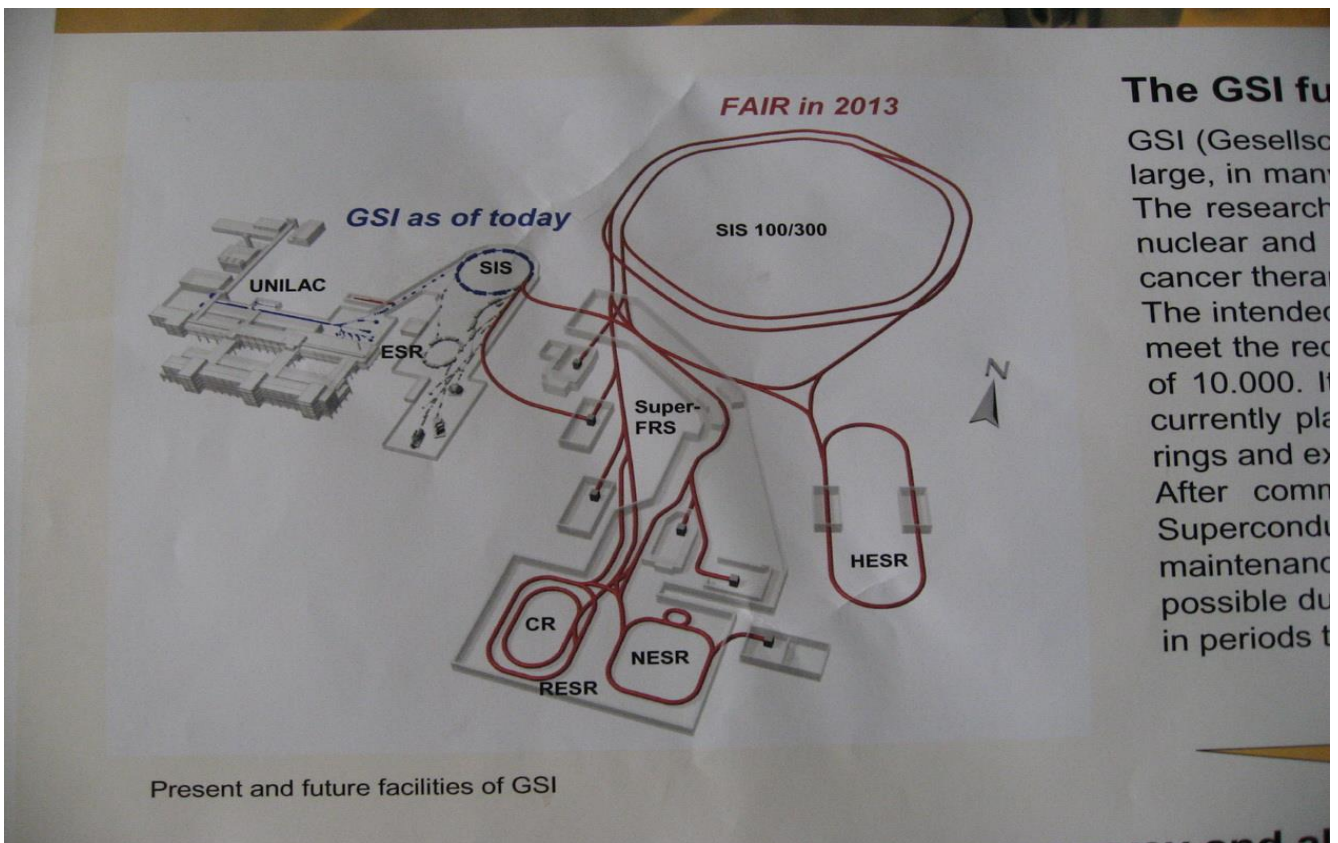 FAIR in 2013
GSI as of today
SIS 100/300
SIS
UNILAC
ESR
Super-
FRS
N
HESR
CR
NESR
RESR
Present and future facilities of GSI
The GSI fu
GSI (Gesellsc
large, in many
The research
nuclear and
cancer thera
The intended
meet the rec
of 10.000. It
currently pla
rings and ex
After comm
Supercondu
maintenanc
possible du
in periods t